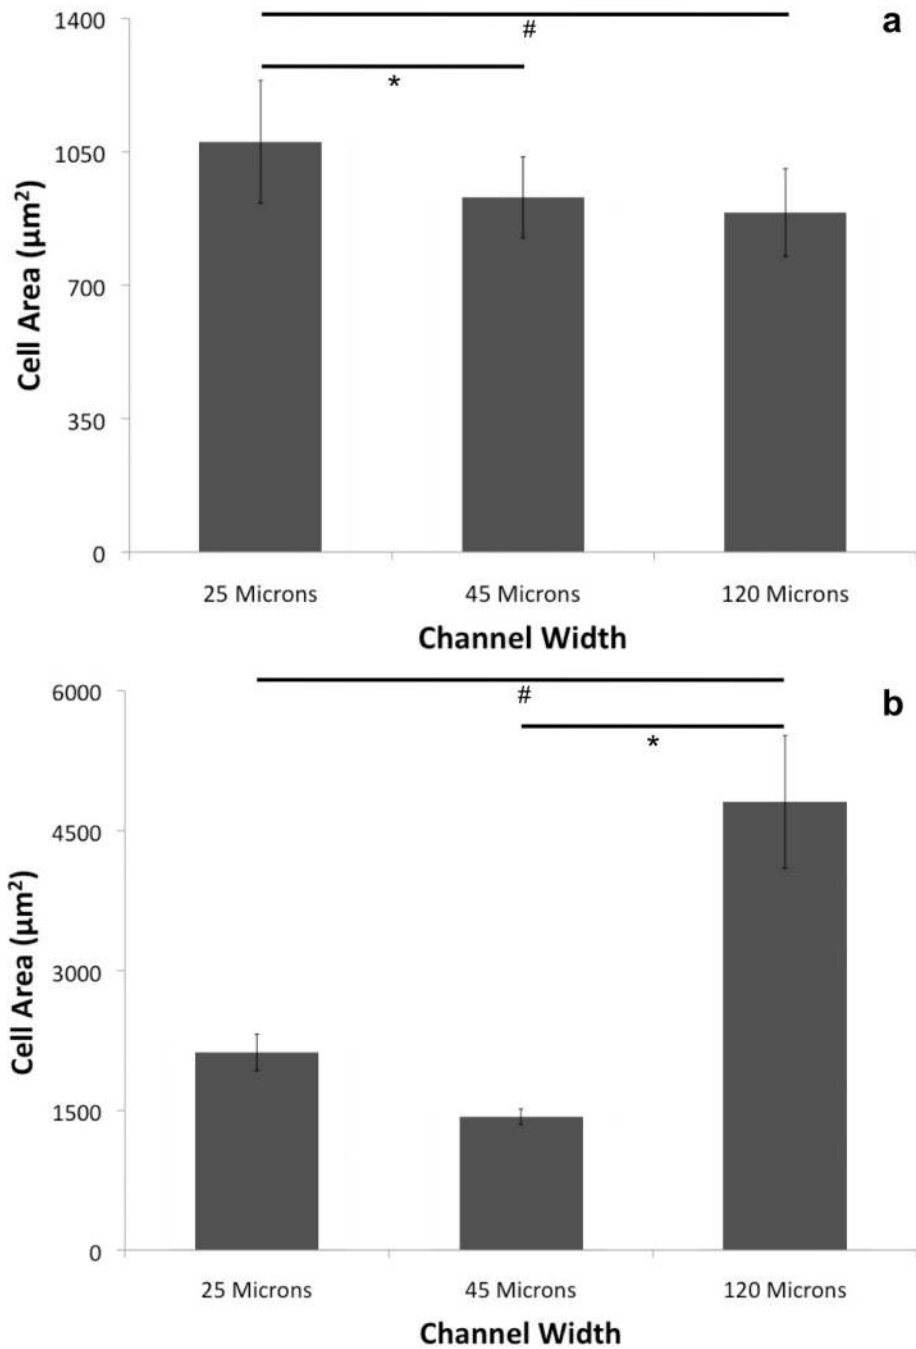 a
1400
#
*
1050
700
350
0
Cell Area (µm²)
25 Microns
45 Microns
120 Microns
Channel Width
b
6000
#
*
4500
3000
1500
0
Cell Area (µm²)
25 Microns
45 Microns
120 Microns
Channel Width